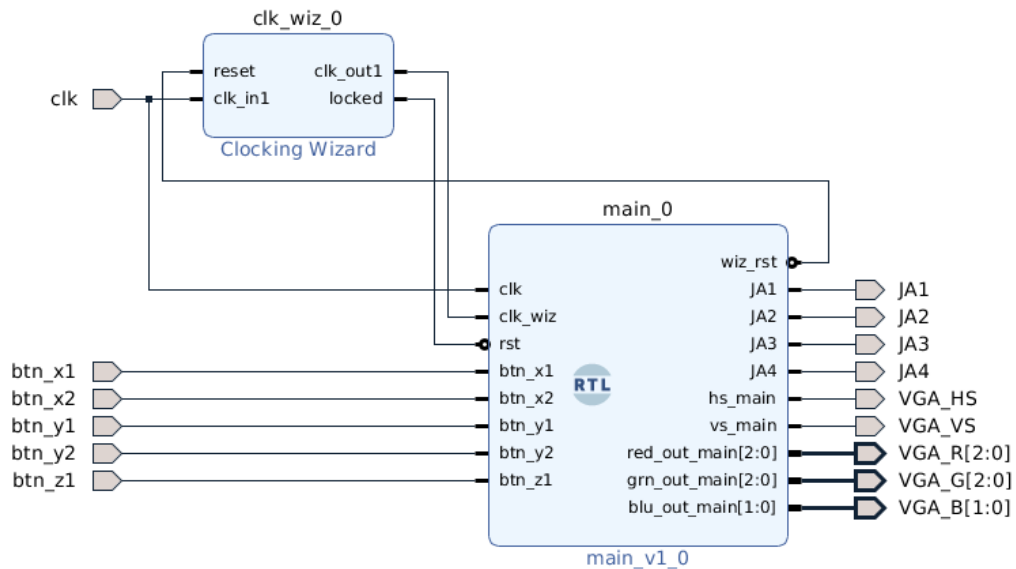 clk_wiz_0
reset
clk_out1
clk
clk_in1
locked
Clocking Wizard
main_0
wiz_rst
clk
JA1
JA1
clk_wiz
JA2
JA2
rst
JA3
JA3
btn_x1
btn_x1
JA4
JA4
RTL
btn_x2
btn_x2
hs_main
VGA_HS
btn_y1
btn_y1
vs_main
VGA_VS
btn_y2
btn_y2
red_out_main[2:0]
VGA_R[2:0]
btn_z1
btn_z1
grn_out_main[2:0]
VGA_G[2:0]
blu_out_main[1:0]
VGA_B[1:0]
main_v1_0